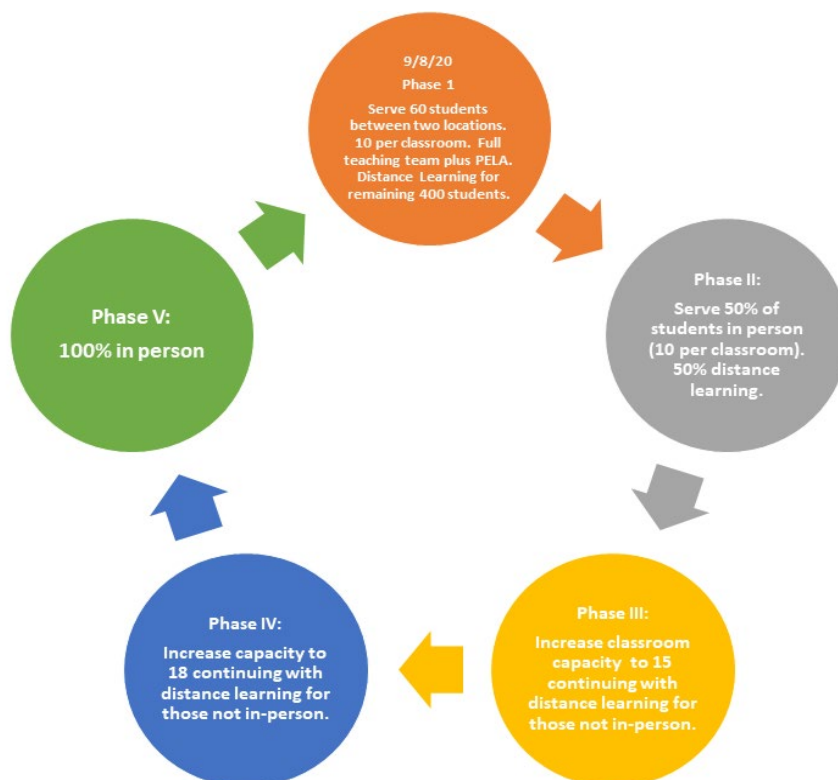 9/8/20
Phase 1
Serve 60 students
between two locations.
10 per classroom. Full
teaching team plus PELA.
Distance Learning for
remaining 400 students.
Phase II:
Serve 50% of
students in person
(10 per classroom).
50% distance
learning.
Phase III:
Increase classroom
capacity to 15
continuing with
distance learning for
those not in-person.
Phase IV:
Increase capacity to
18 continuing with
distance learning for
those not in-person.
Phase V:
100% in person